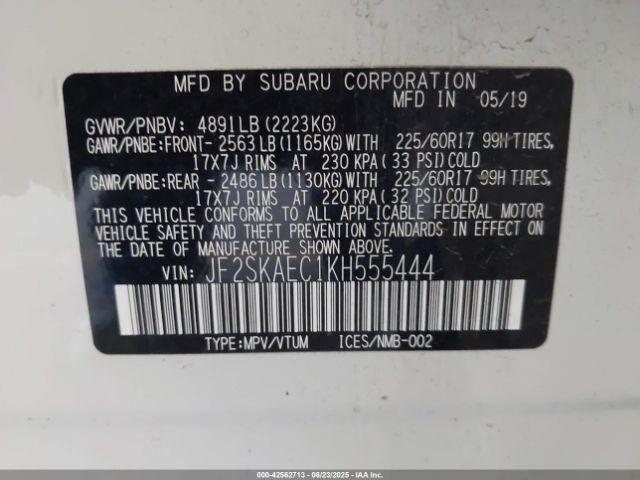 MFD BY SUBARU CORPORATION
MFD IN 05/19
GVWR/PNBV: 4891LB (2223KG)
GAWR/PNBE:FRONT- 2563 LB (1165KG) WITH 225/60R17 99H TIRES,
17X7J RIMS AT 230 KPA (33 PSI) COLD
GAWR/PNBE:REAR - 2486 LB (1130KG) WITH 225/60R17 99H TIRES,
17X7J RIMS AT 220 KPA (32 PSI) COLD
THIS VEHICLE CONFORMS TO ALL APPLICABLE FEDERAL MOTOR
VEHICLE SAFETY AND THEFT PREVENTION STANDARDS IN EFFECT ON
THE DATE OF MANUFACTURE SHOWN ABOVE.
VIN: JF2SKAEC1KH555444
TYPE:MPV/VTUM ICES/NMB-002
000-42562713 - 06/23/2025 - IAAI.COM